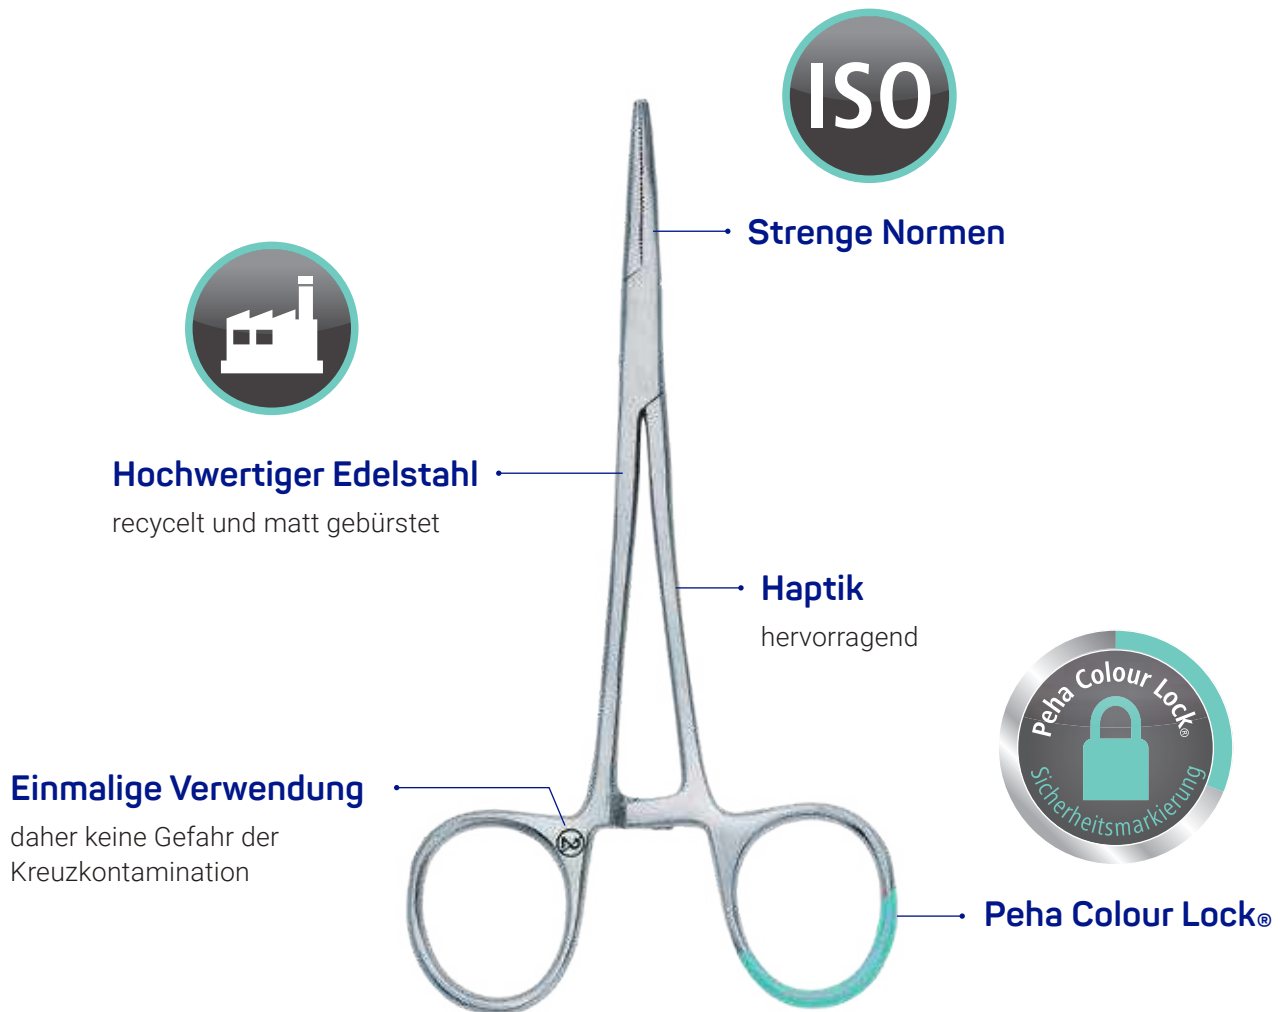 ISO
Strenge Normen
Hochwertiger Edelstahl
recycelt und matt gebürstet
Haptik
hervorragend
Peha Colour Lock®
Sicherheitsmarkierung
Einmalige Verwendung
daher keine Gefahr der
Kreuzkontamination
2
Peha Colour Lock®